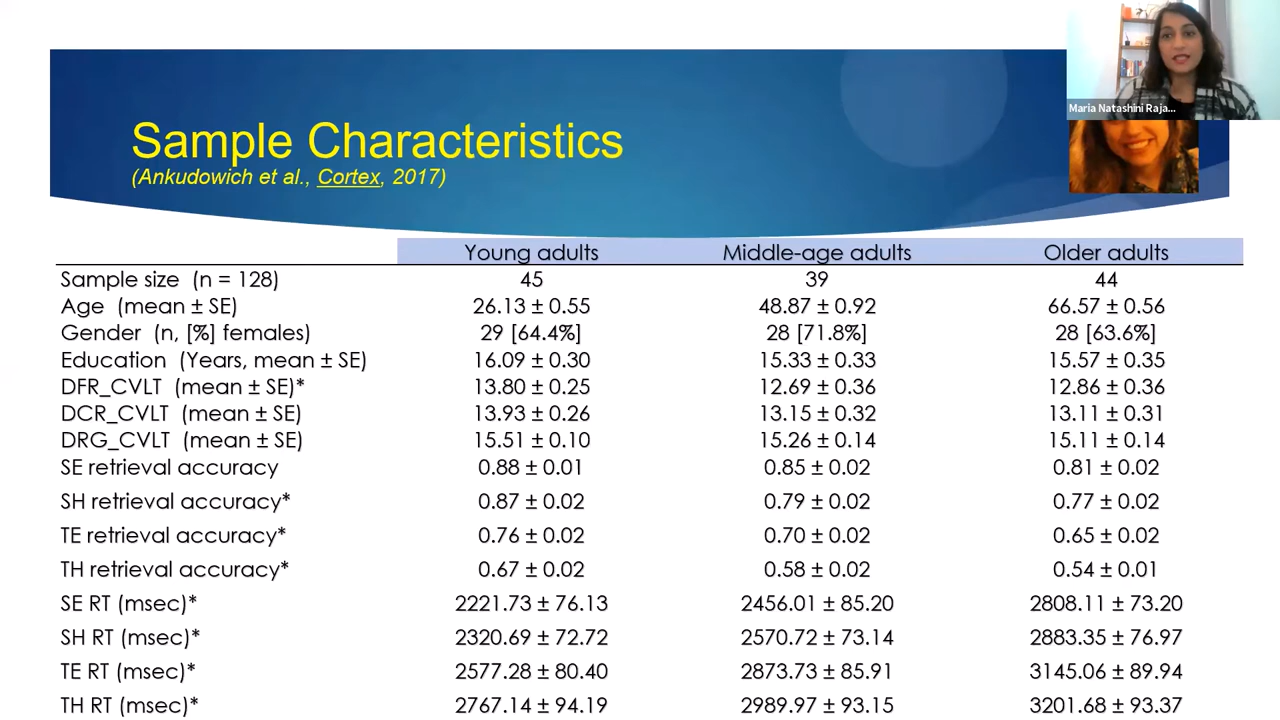 Maria Natashini Raja...
Sample Characteristics
(Ankudowich et al., Cortex, 2017)
Young adults Middle-age adults Older adults
Sample size (n = 128) 45 39 44
Age (mean ± SE) 26.13 ± 0.55 48.87 ± 0.92 66.57 ± 0.56
Gender (n, [%] females) 29 [64.4%] 28 [71.8%] 28 [63.6%]
Education (Years, mean ± SE) 16.09 ± 0.30 15.33 ± 0.33 15.57 ± 0.35
DFR_CVLT (mean ± SE)* 13.80 ± 0.25 12.69 ± 0.36 12.86 ± 0.36
DCR_CVLT (mean ± SE) 13.93 ± 0.26 13.15 ± 0.32 13.11 ± 0.31
DRG_CVLT (mean ± SE) 15.51 ± 0.10 15.26 ± 0.14 15.11 ± 0.14
SE retrieval accuracy 0.88 ± 0.01 0.85 ± 0.02 0.81 ± 0.02
SH retrieval accuracy* 0.87 ± 0.02 0.79 ± 0.02 0.77 ± 0.02
TE retrieval accuracy* 0.76 ± 0.02 0.70 ± 0.02 0.65 ± 0.02
TH retrieval accuracy* 0.67 ± 0.02 0.58 ± 0.02 0.54 ± 0.01
SE RT (msec)* 2221.73 ± 76.13 2456.01 ± 85.20 2808.11 ± 73.20
SH RT (msec)* 2320.69 ± 72.72 2570.72 ± 73.14 2883.35 ± 76.97
TE RT (msec)* 2577.28 ± 80.40 2873.73 ± 85.91 3145.06 ± 89.94
TH RT (msec)* 2767.14 ± 94.19 2989.97 ± 93.15 3201.68 ± 93.37